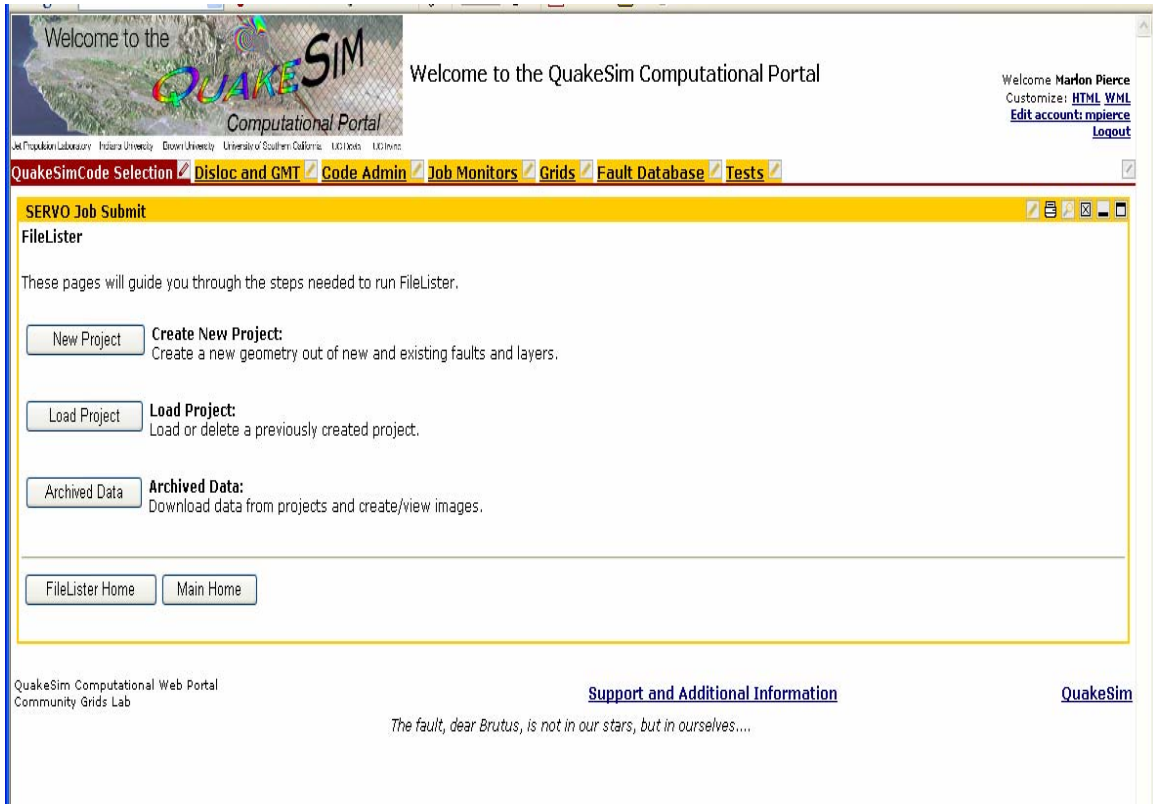 Welcome to the
QUAKESIM
Computational Portal
Jet Propulsion Laboratory Indiana University Brown University University of Southern California UC Davis UC Irvine
Welcome to the QuakeSim Computational Portal
Welcome Marlon Pierce
Customize: HTML WML
Edit account: mpierce
Logout
QuakeSimCode Selection Disloc and GMT Code Admin Job Monitors Grids Fault Database Tests
SERVO Job Submit
FileLister
These pages will guide you through the steps needed to run FileLister.
New Project
Create New Project:
Create a new geometry out of new and existing faults and layers.
Load Project
Load Project:
Load or delete a previously created project.
Archived Data
Archived Data:
Download data from projects and create/view images.
FileLister Home Main Home
QuakeSim Computational Web Portal
Community Grids Lab
Support and Additional Information
QuakeSim
The fault, dear Brutus, is not in our stars, but in ourselves....